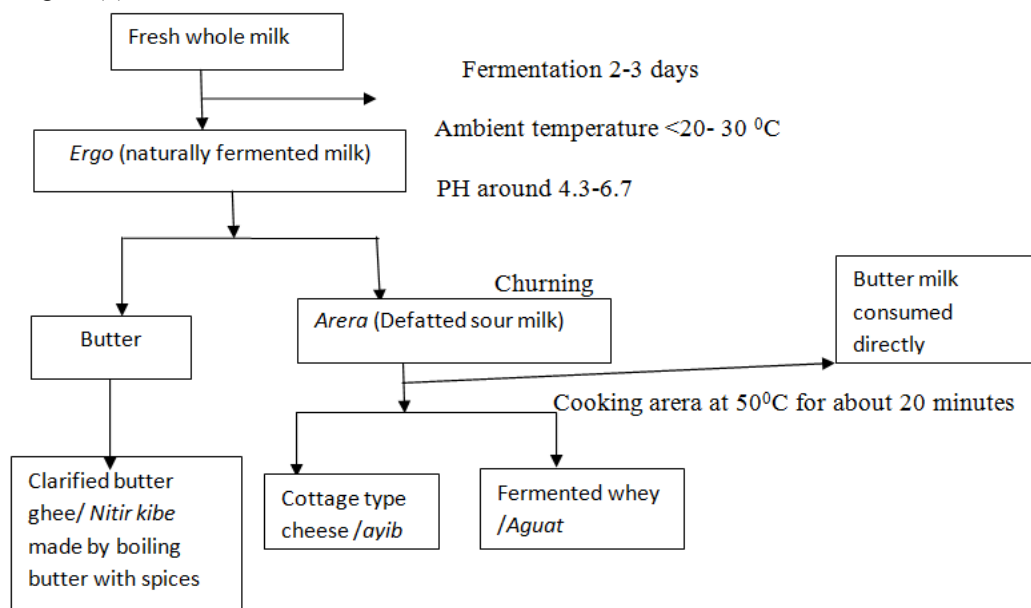 Fresh whole milk
Fermentation 2-3 days
Ambient temperature <20- 30 ⁰C
Ergo (naturally fermented milk)
PH around 4.3-6.7
Churning
Butter milk
consumed
directly
Butter
Arera (Defatted sour milk)
Cooking arera at 50⁰C for about 20 minutes
Clarified butter
ghee/ Nitir kibe
made by boiling
butter with spices
Cottage type
cheese /ayib
Fermented whey
/Aguat